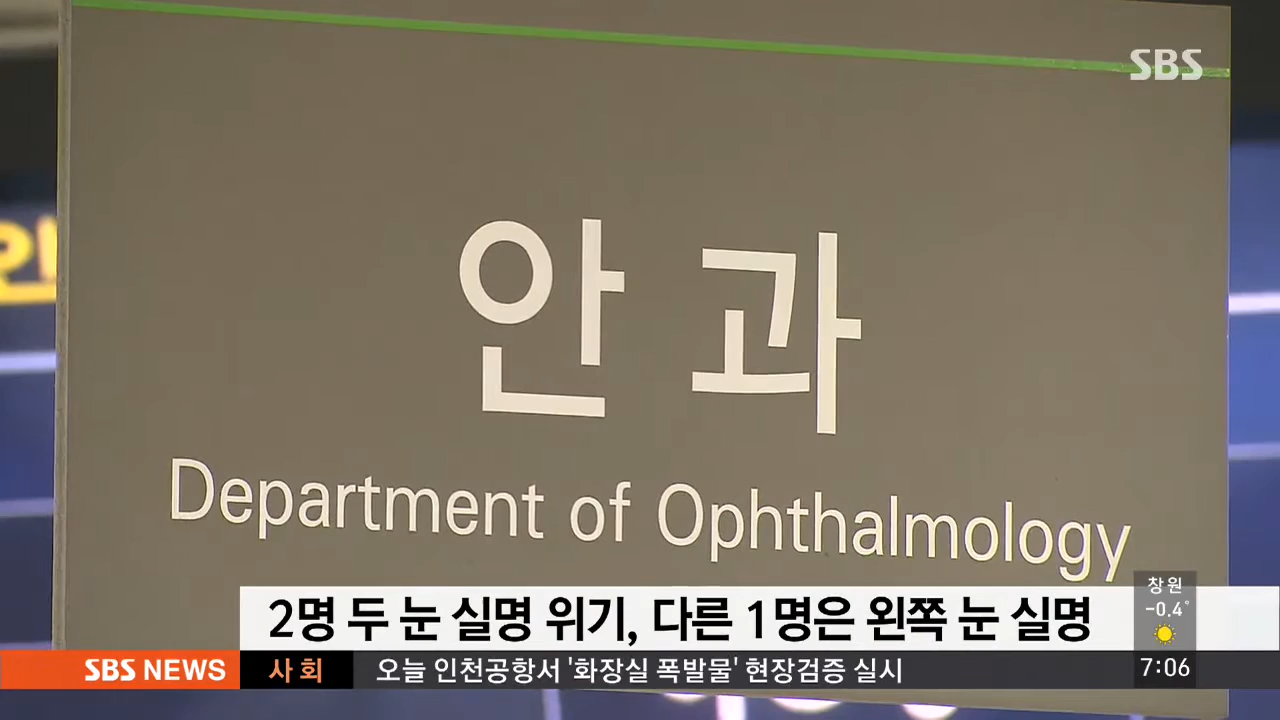 SBS
안과
Department of Ophthalmology
2명 두 눈 실명 위기, 다른 1명은 왼쪽 눈 실명
창원
-0.4°
SBS NEWS 사회 오늘 인천공항서 '화장실 폭발물' 현장검증 실시 7:06